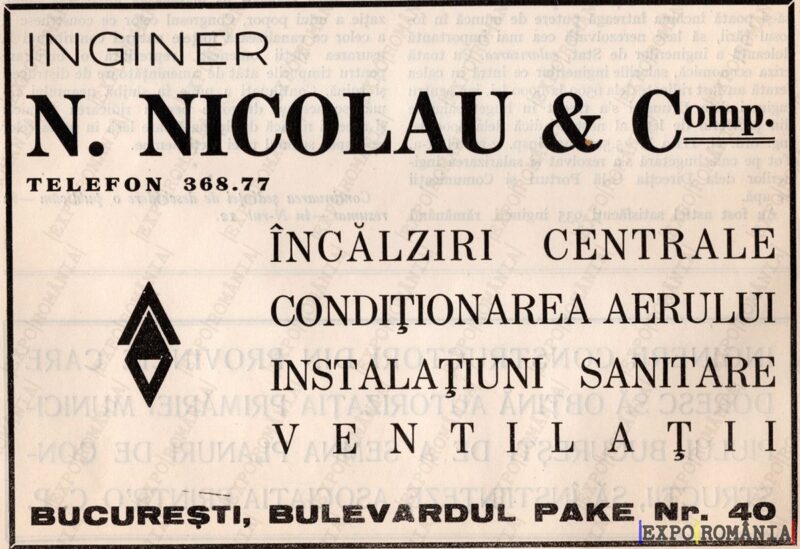 INGNER
N. NICOLAU & Comp.
TELEFON 368.77
ÎNCĂLZIRI CENTRALE
CONDIŢIONAREA AERULUI
INSTALAŢIUNI SANITARE
VENTILAŢII
BUCUREŞTI, BULEVARDUL PAKE Nr. 40
|EXPO|ROMÂNIA|